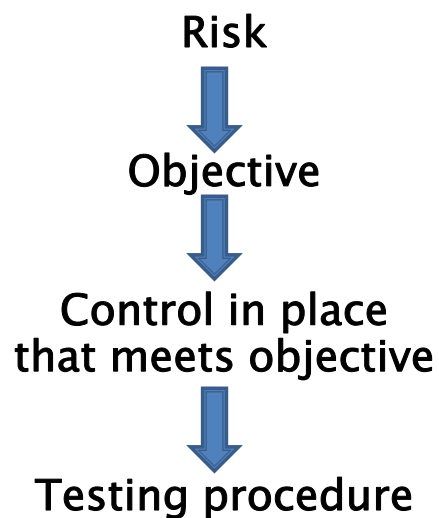 Risk
Objective
Control in place
that meets objective
Testing procedure